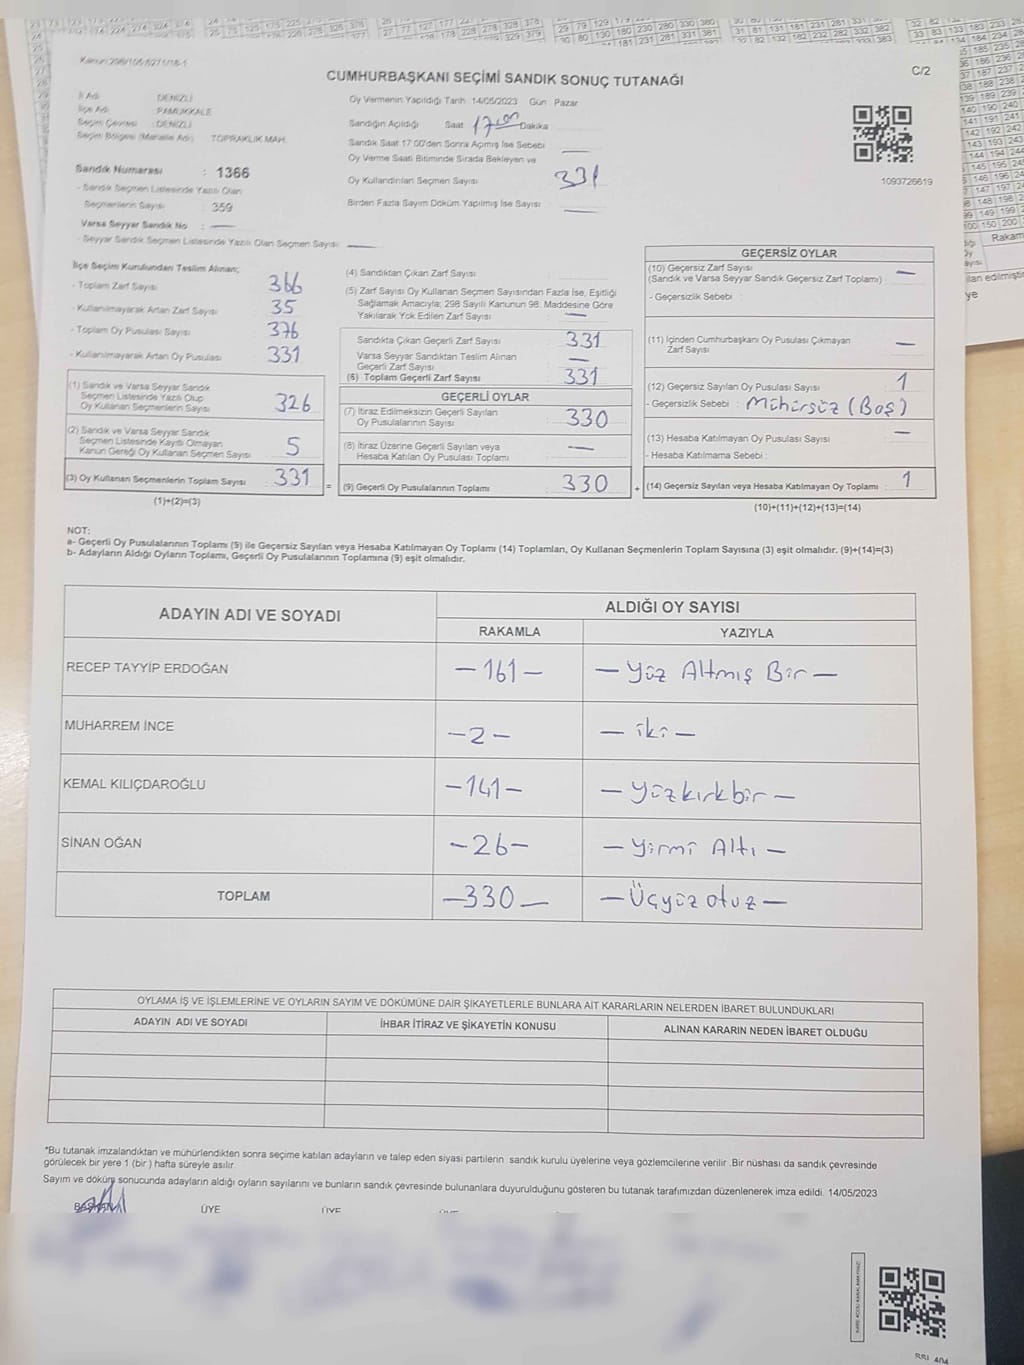 CUMHURBAŞKANI SEÇİMİ SANDIK SONUÇ TUTANAĞI
C/2
İl Adı : DENİZLİ
İlçe Adı : PAMUKKALE
Seçim Çevresi : DENİZLİ
Seçim Bölgesi (Mahalle Adı) : TOPRAKLIK MAH.
Sandık Numarası : 1366
- Sandık Seçmen Listesinde Yazılı Olan
Seçmenlerin Sayısı : 359
Varsa Seyyar Sandık No : —
- Seyyar Sandık Seçmen Listesinde Yazılı Olan Seçmen Sayısı: —
Oy Vermenin Yapıldığı Tarih 14/05/2023 Gün : Pazar
Sandığın Açıldığı Saat 17.00 Dakika
Sandık Saat 17.00'den Sonra Açımış İse Sebebi —
Oy Verme Saati Bitiminde Sırada Bekleyen ve
Oy Kullandırılan Seçmen Sayısı 331
Birden Fazla Sayım Döküm Yapılmış İse Sayısı : —
1093726619
İlçe Seçim Kurulundan Teslim Alınan;
- Toplam Zarf Sayısı : 366
- Kullanılmayarak Artan Zarf Sayısı : 35
- Toplam Oy Pusulası Sayısı : 376
- Kullanılmayarak Artan Oy Pusulası : 331
(1) Sandık ve Varsa Seyyar Sandık
Seçmen Listesinde Yazılı Olup
Oy Kullanan Seçmenlerin Sayısı : 326
(2) Sandık ve Varsa Seyyar Sandık
Seçmen Listesinde Kayıtlı Olmayan
Kanun Gereği Oy Kullanan Seçmen Sayısı : 5
(3) Oy Kullanan Seçmenlerin Toplam Sayısı : 331
(1)+(2)=(3)
(4) Sandıktan Çıkan Zarf Sayısı :
(5) Zarf Sayısı Oy Kullanan Seçmen Sayısından Fazla İse, Eşitliği
Sağlamak Amacıyla; 298 Sayılı Kanunun 98. Maddesine Göre
Yakılarak Yok Edilen Zarf Sayısı : —
Sandıkta Çıkan Geçerli Zarf Sayısı : 331
Varsa Seyyar Sandıktan Teslim Alınan
Geçerli Zarf Sayısı : —
(6) Toplam Geçerli Zarf Sayısı : 331
GEÇERLİ OYLAR
(7) İtiraz Edilmeksizin Geçerli Sayılan
Oy Pusulalarının Sayısı : 330
(8) İtiraz Üzerine Geçerli Sayılan veya
Hesaba Katılan Oy Pusulası Toplamı : —
= (9) Geçerli Oy Pusulalarının Toplamı : 330
GEÇERSİZ OYLAR
(10) Geçersiz Zarf Sayısı
(Sandık ve Varsa Seyyar Sandık Geçersiz Zarf Toplamı) : —
- Geçersizlik Sebebi :
(11) İçinden Cumhurbaşkanı Oy Pusulası Çıkmayan
Zarf Sayısı : —
(12) Geçersiz Sayılan Oy Pusulası Sayısı : 1
- Geçersizlik Sebebi : Mühürsüz (Boş)
(13) Hesaba Katılmayan Oy Pusulası Sayısı : —
- Hesaba Katılmama Sebebi :
+ (14) Geçersiz Sayılan veya Hesaba Katılmayan Oy Toplamı : 1
(10)+(11)+(12)+(13)=(14)
NOT:
a- Geçerli Oy Pusulalarının Toplamı (9) ile Geçersiz Sayılan veya Hesaba Katılmayan Oy Toplamı (14) Toplamları, Oy Kullanan Seçmenlerin Toplam Sayısına (3) eşit olmalıdır. (9)+(14)=(3)
b- Adayların Aldığı Oyların Toplamı, Geçerli Oy Pusulalarının Toplamına (9) eşit olmalıdır.
ADAYIN ADI VE SOYADI ALDIĞI OY SAYISI
RAKAMLA YAZIYLA
RECEP TAYYİP ERDOĞAN —161— —Yüz Altmış Bir—
MUHARREM İNCE —2— —iki—
KEMAL KILIÇDAROĞLU —141— —yüzkırkbir—
SİNAN OĞAN —26— —yirmi Altı—
TOPLAM —330— —Üçyüz otuz—
OYLAMA İŞ VE İŞLEMLERİNE VE OYLARIN SAYIM VE DÖKÜMÜNE DAİR ŞİKAYETLERLE BUNLARA AİT KARARLARIN NELERDEN İBARET BULUNDUKLARI
ADAYIN ADI VE SOYADI İHBAR İTİRAZ VE ŞİKAYETİN KONUSU ALINAN KARARIN NEDEN İBARET OLDUĞU
*Bu tutanak imzalandıktan ve mühürlendikten sonra seçime katılan adayların ve talep eden siyasi partilerin sandık kurulu üyelerine veya gözlemcilerine verilir .Bir nüshası da sandık çevresinde
görülecek bir yere 1 (bir ) hafta süreyle asılır.
Sayım ve döküm sonucunda adayların aldığı oyların sayılarını ve bunların sandık çevresinde bulunanlara duyurulduğunu gösteren bu tutanak tarafımızdan düzenlenerek imza edildi. 14/05/2023
BAŞKAN ÜYE ÜYE